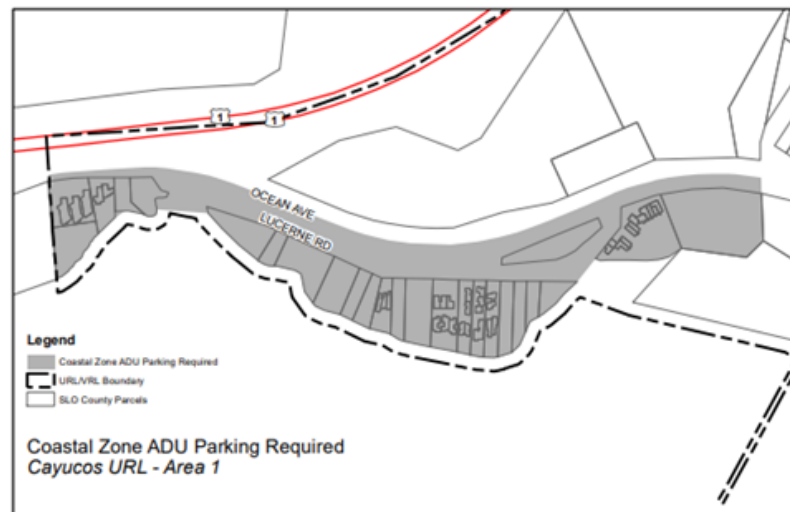 1
1
OCEAN AVE
LUCERNE RD
Legend
Coastal Zone ADU Parking Required
URL/VRL Boundary
SLO County Parcels
Coastal Zone ADU Parking Required
Cayucos URL - Area 1